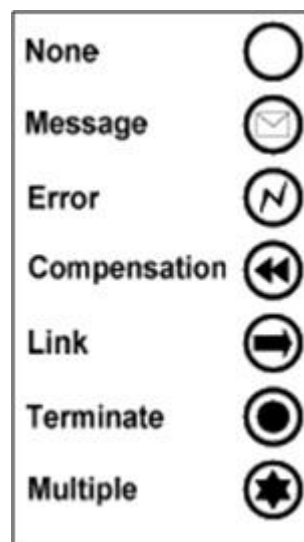 None
Message
Error
Compensation
Link
Terminate
Multiple